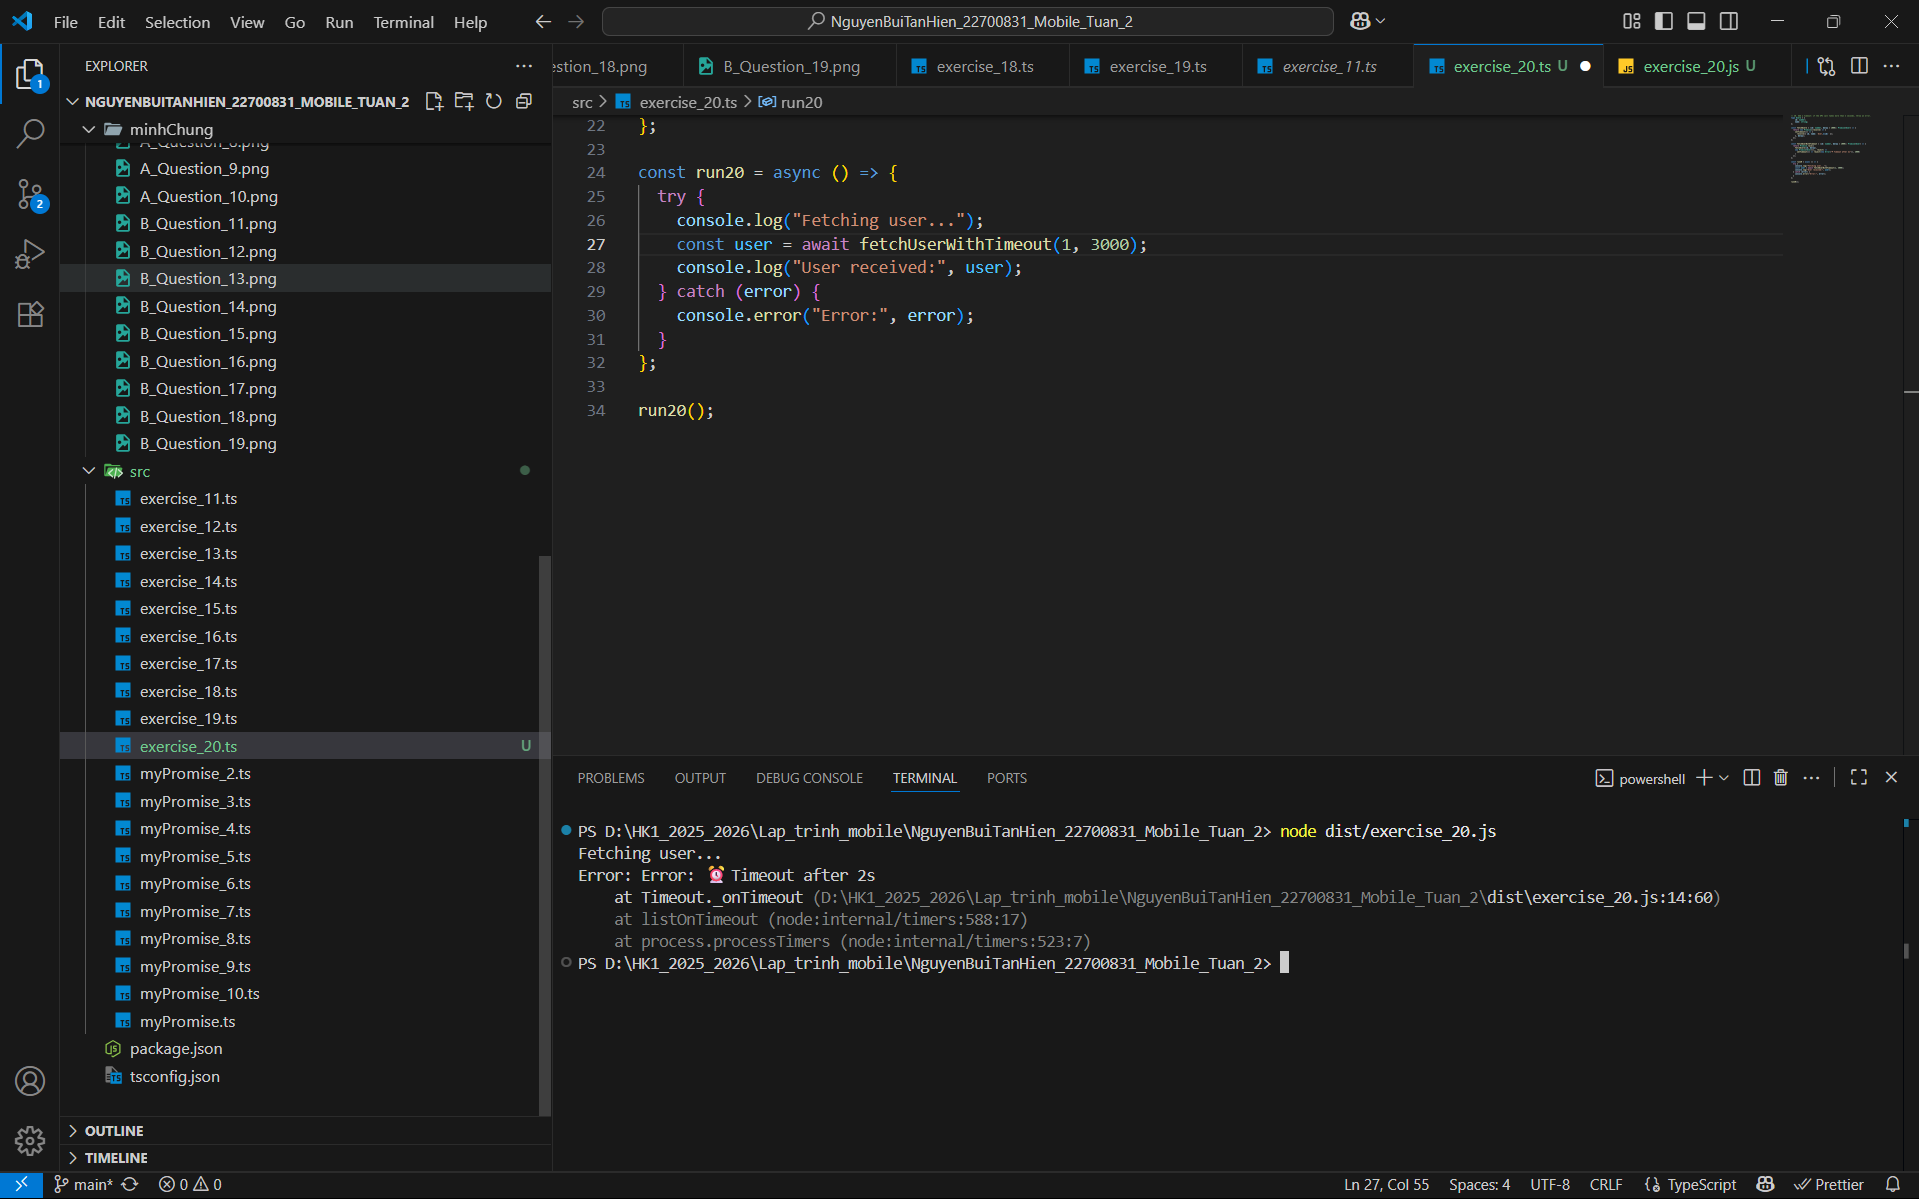 File Edit Selection View Go Run Terminal Help
NguyenBuiTanHien_22700831_Mobile_Tuan_2
EXPLORER
NGUYENBUITANHIEN_22700831_MOBILE_TUAN_2
minhChung
A_Question_8.png
A_Question_9.png
A_Question_10.png
B_Question_11.png
B_Question_12.png
B_Question_13.png
B_Question_14.png
B_Question_15.png
B_Question_16.png
B_Question_17.png
B_Question_18.png
B_Question_19.png
src
exercise_11.ts
exercise_12.ts
exercise_13.ts
exercise_14.ts
exercise_15.ts
exercise_16.ts
exercise_17.ts
exercise_18.ts
exercise_19.ts
exercise_20.ts U
myPromise_2.ts
myPromise_3.ts
myPromise_4.ts
myPromise_5.ts
myPromise_6.ts
myPromise_7.ts
myPromise_8.ts
myPromise_9.ts
myPromise_10.ts
myPromise.ts
package.json
tsconfig.json
OUTLINE
TIMELINE
estion_18.png B_Question_19.png exercise_18.ts exercise_19.ts exercise_11.ts exercise_20.ts U exercise_20.js U
src > exercise_20.ts > run20
22 };
23
24 const run20 = async () => {
25 try {
26 console.log("Fetching user...");
27 const user = await fetchUserWithTimeout(1, 3000);
28 console.log("User received:", user);
29 } catch (error) {
30 console.error("Error:", error);
31 }
32 };
33
34 run20();
PROBLEMS OUTPUT DEBUG CONSOLE TERMINAL PORTS
powershell
PS D:\HK1_2025_2026\Lap_trinh_mobile\NguyenBuiTanHien_22700831_Mobile_Tuan_2> node dist/exercise_20.js
Fetching user...
Error: Error: ⏰ Timeout after 2s
at Timeout._onTimeout (D:\HK1_2025_2026\Lap_trinh_mobile\NguyenBuiTanHien_22700831_Mobile_Tuan_2\dist\exercise_20.js:14:60)
at listOnTimeout (node:internal/timers:588:17)
at process.processTimers (node:internal/timers:523:7)
PS D:\HK1_2025_2026\Lap_trinh_mobile\NguyenBuiTanHien_22700831_Mobile_Tuan_2>
main* 0 0 Ln 27, Col 55 Spaces: 4 UTF-8 CRLF TypeScript Prettier